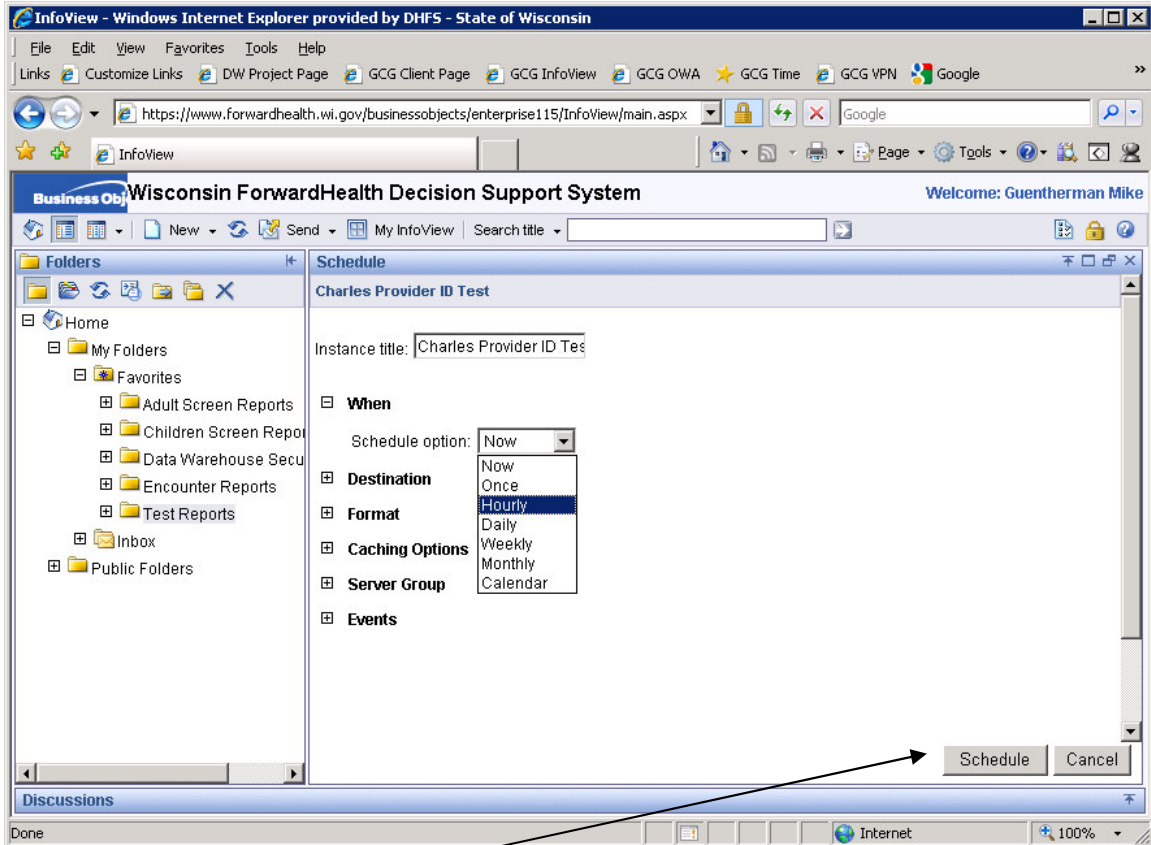 InfoView - Windows Internet Explorer provided by DHFS - State of Wisconsin
File Edit View Favorites Tools Help
Links Customize Links DW Project Page GCG Client Page GCG InfoView GCG OWA GCG Time GCG VPN Google »
https://www.forwardhealth.wi.gov/businessobjects/enterprise115/InfoView/main.aspx Google
InfoView Page Tools
Business Obj Wisconsin ForwardHealth Decision Support System Welcome: Guentherman Mike
New Send My InfoView Search title
Folders
Schedule
Charles Provider ID Test
Home
My Folders
Favorites
Adult Screen Reports
Children Screen Repo
Data Warehouse Secu
Encounter Reports
Test Reports
Inbox
Public Folders
Instance title: Charles Provider ID Tes
When
Schedule option: Now
Now
Once
Hourly
Daily
Weekly
Monthly
Calendar
Destination
Format
Caching Options
Server Group
Events
Schedule Cancel
Discussions
Done Internet 100%